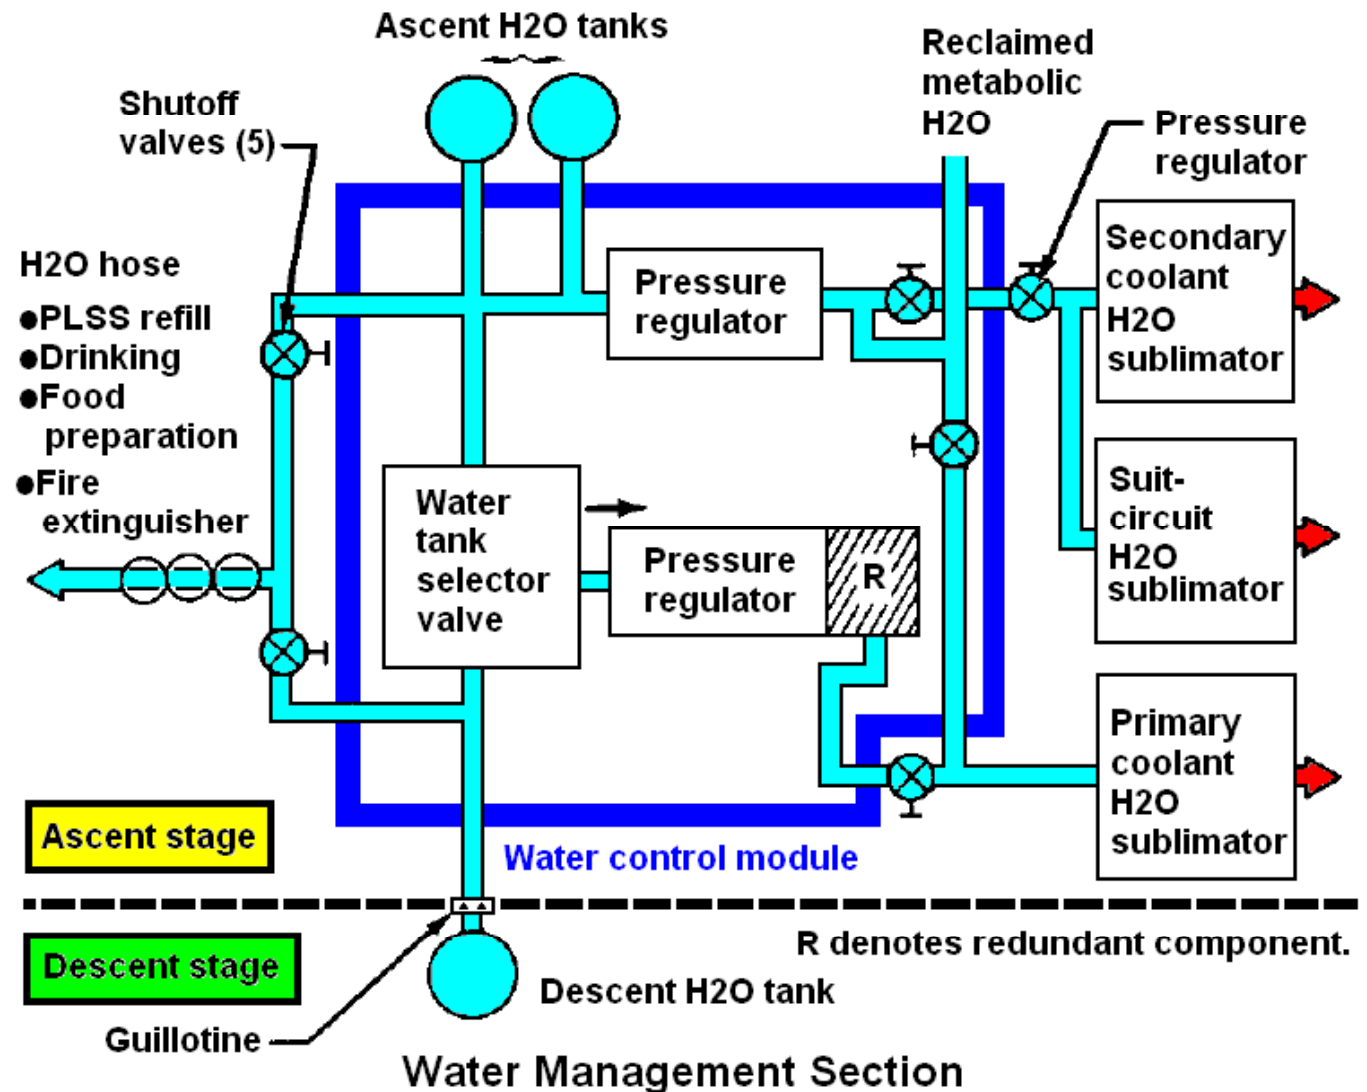 Ascent H2O tanks
Reclaimed
metabolic
H2O
Shutoff
valves (5)
Pressure
regulator
H2O hose
●PLSS refill
●Drinking
●Food
preparation
●Fire
extinguisher
Pressure
regulator
Secondary
coolant
H2O
sublimator
Water
tank
selector
valve
Pressure
regulator
R
Suit-
circuit
H2O
sublimator
Primary
coolant
H2O
sublimator
Ascent stage
Water control module
R denotes redundant component.
Descent stage
Descent H2O tank
Guillotine
Water Management Section